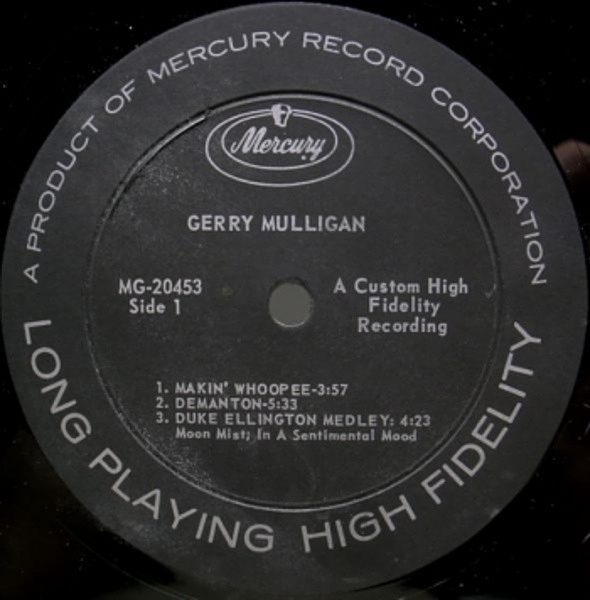 A PRODUCT OF MERCURY RECORD CORPORATION
Mercury
GERRY MULLIGAN
MG-20453
Side 1
A Custom High
Fidelity
Recording
1. MAKIN' WHOOPEE-3:57
2. DEMANTON-5:33
3. DUKE ELLINGTON MEDLEY: 4:23
Moon Mist; In A Sentimental Mood
LONG PLAYING HIGH FIDELITY